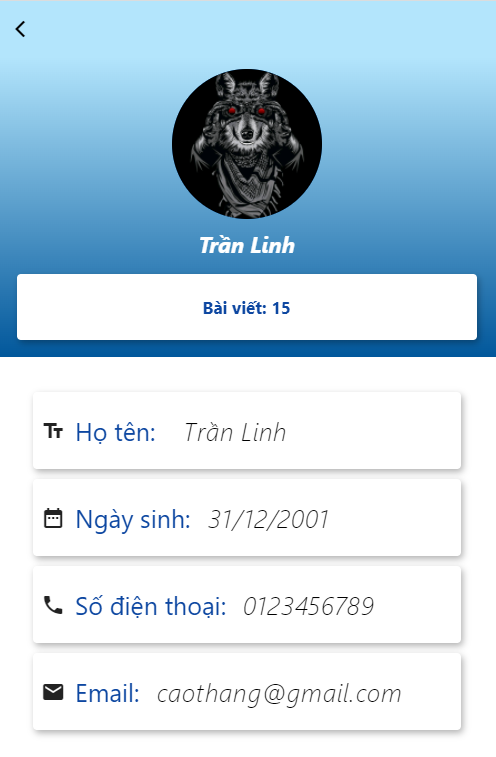 Trần Linh
Bài viết: 15
Họ tên: Trần Linh
Ngày sinh: 31/12/2001
Số điện thoại: 0123456789
Email: caothang@gmail.com